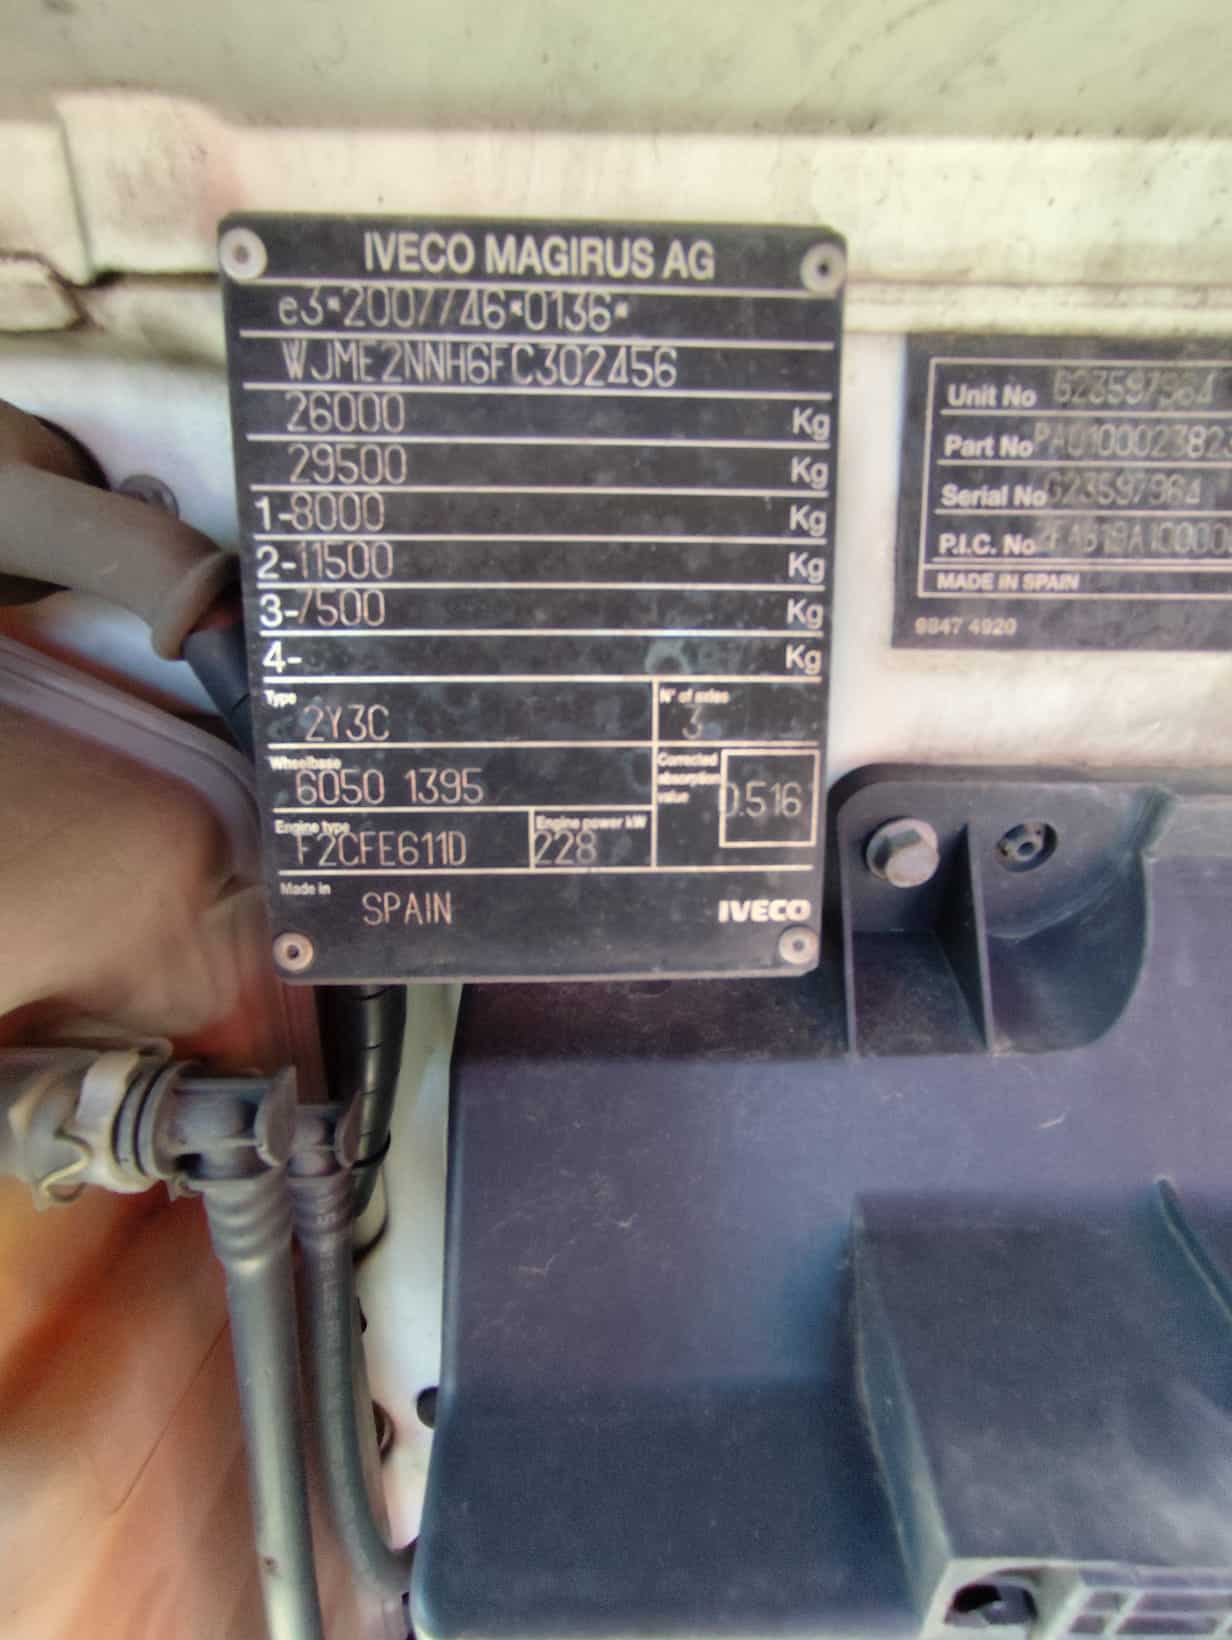 IVECO MAGIRUS AG
e3*2007/46*0136*
WJME2NNH6FC302456
26000 Kg
29500 Kg
1-8000 Kg
2-11500 Kg
3-7500 Kg
4- Kg
Type
2Y3C
N° of axles
3
Wheelbase
6050 1395
Corrected
absorption
value
0.516
Engine type
F2CFE611D
Engine power kW
228
Made in
SPAIN
IVECO
Unit No G23597964
Part No
Serial No G23597964
P.I.C. No
MADE IN SPAIN
9847 4920